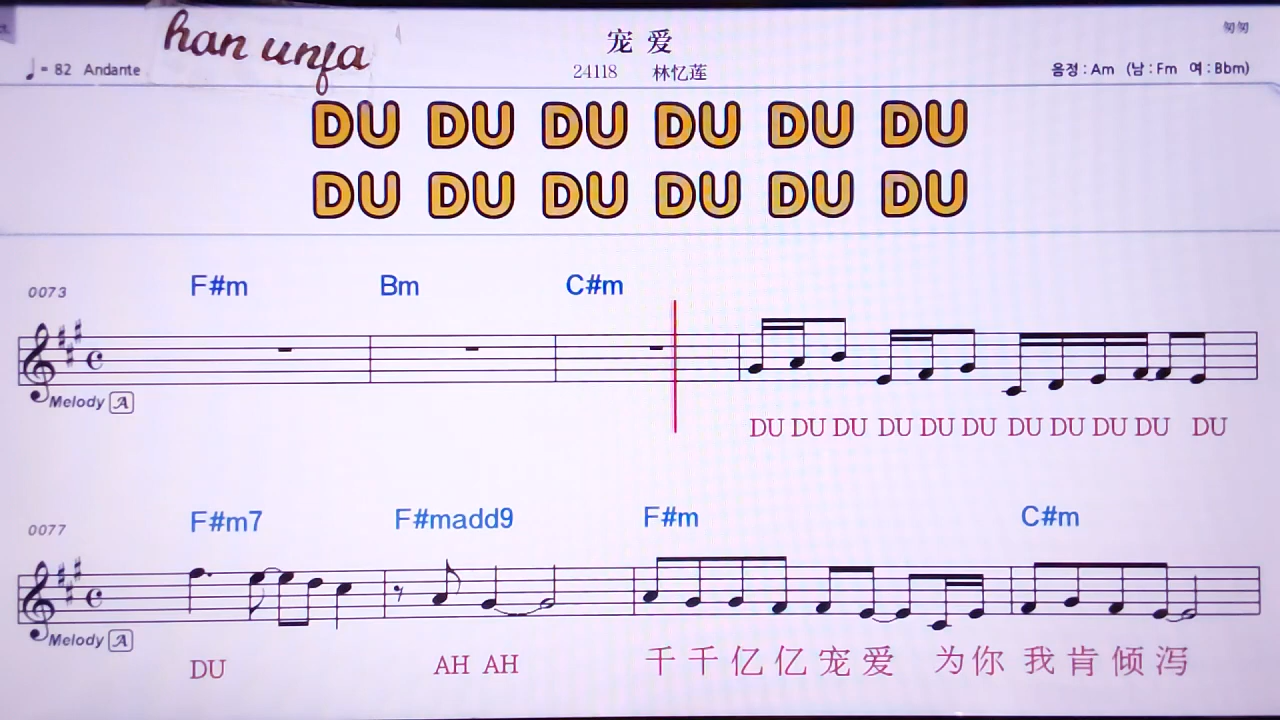 han unfa
宠 爱
匆匆
♩= 82 Andante
24118 林忆莲
음정 : Am (남 : Fm 여 : Bbm)
DU DU DU DU DU DU
DU DU DU DU DU DU
0073 F#m Bm C#m
Melody A
DU DU DU DU DU DU DU DU DU DU DU
0077 F#m7 F#madd9 F#m C#m
Melody A
DU AH AH 千 千 亿 亿 宠 爱 为 你 我 肯 倾 泻